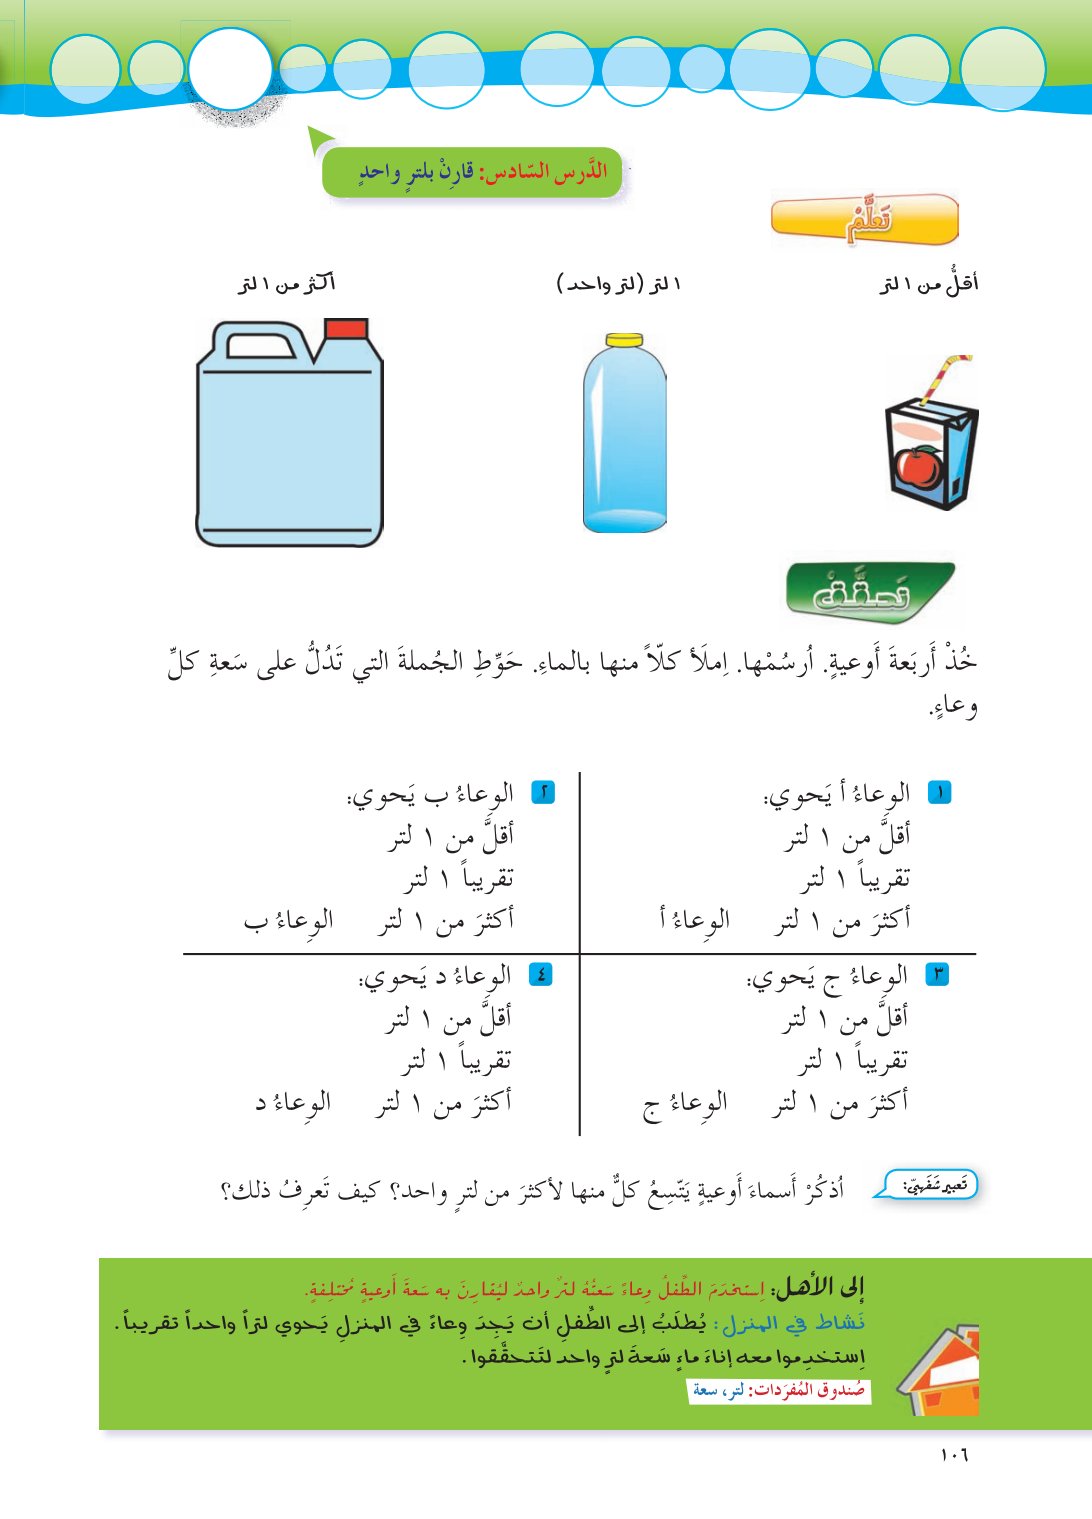 الدَّرس السّادس: قارِنْ بلترٍ واحدٍ
تَعلَّمْ
أقلُّ من ١ لتر
١ لتر (لتر واحد)
أكثر من ١ لتر
تَحقَّقْ
خُذْ أَربَعةَ أَوعيةٍ. اُرسُمْها. اِملَأ كلّاً منها بالماءِ. حَوِّطِ الجُملةَ التي تَدُلُّ على سَعةِ كلِّ
وعاءٍ.
١ الوِعاءُ أ يَحوي:
أقلَّ من ١ لتر
تقريباً ١ لتر
أكثرَ من ١ لتر الوِعاءُ أ
٢ الوِعاءُ ب يَحوي:
أقلَّ من ١ لتر
تقريباً ١ لتر
أكثرَ من ١ لتر الوِعاءُ ب
٣ الوِعاءُ ج يَحوي:
أقلَّ من ١ لتر
تقريباً ١ لتر
أكثرَ من ١ لتر الوِعاءُ ج
٤ الوِعاءُ د يَحوي:
أقلَّ من ١ لتر
تقريباً ١ لتر
أكثرَ من ١ لتر الوِعاءُ د
تَعبير شَفَهيّ: اُذكُرْ أَسماءَ أَوعيةٍ يَتّسِعُ كلٌّ منها لأكثرَ من لترٍ واحد؟ كيف تَعرِفُ ذلك؟
إلى الأهل: اِستَخدَمَ الطِّفلُ وِعاءً سَعتُهُ لترٌ واحدٌ ليُقارِنَ به سَعةَ أَوعيةٍ مُختلِفةٍ.
نَشاط في المنزل: يُطلَبُ إلى الطِّفلِ أن يَجِدَ وِعاءً في المنزلِ يَحوي لتراً واحداً تقريباً.
اِستخدِموا معه إناءَ ماءٍ سَعةَ لترٍ واحد لتَتحقَّقوا.
صُندوق المُفرَدات: لتر، سعة
١٠٦